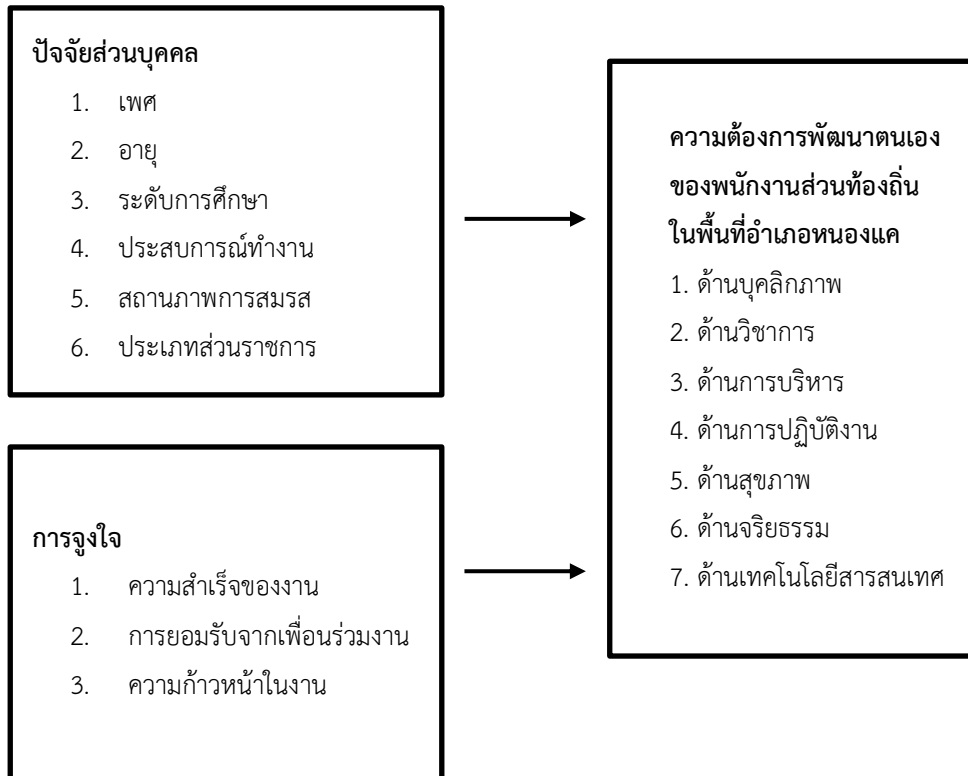 ปัจจัยส่วนบุคคล
1. เพศ
2. อายุ
3. ระดับการศึกษา
4. ประสบการณ์ทำงาน
5. สถานภาพการสมรส
6. ประเภทส่วนราชการ
การจูงใจ
1. ความสำเร็จของงาน
2. การยอมรับจากเพื่อนร่วมงาน
3. ความก้าวหน้าในงาน
ความต้องการพัฒนาตนเอง
ของพนักงานส่วนท้องถิ่น
ในพื้นที่อำเภอหนองแค
1. ด้านบุคลิกภาพ
2. ด้านวิชาการ
3. ด้านการบริหาร
4. ด้านการปฏิบัติงาน
5. ด้านสุขภาพ
6. ด้านจริยธรรม
7. ด้านเทคโนโลยีสารสนเทศ